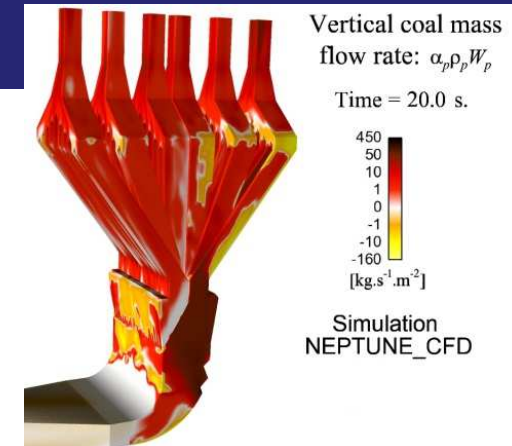 Vertical coal mass
flow rate: αₚρₚWₚ
Time = 20.0 s.
450
50
10
1
0
-1
-10
-160
[kg.s⁻¹.m⁻²]
Simulation
NEPTUNE_CFD